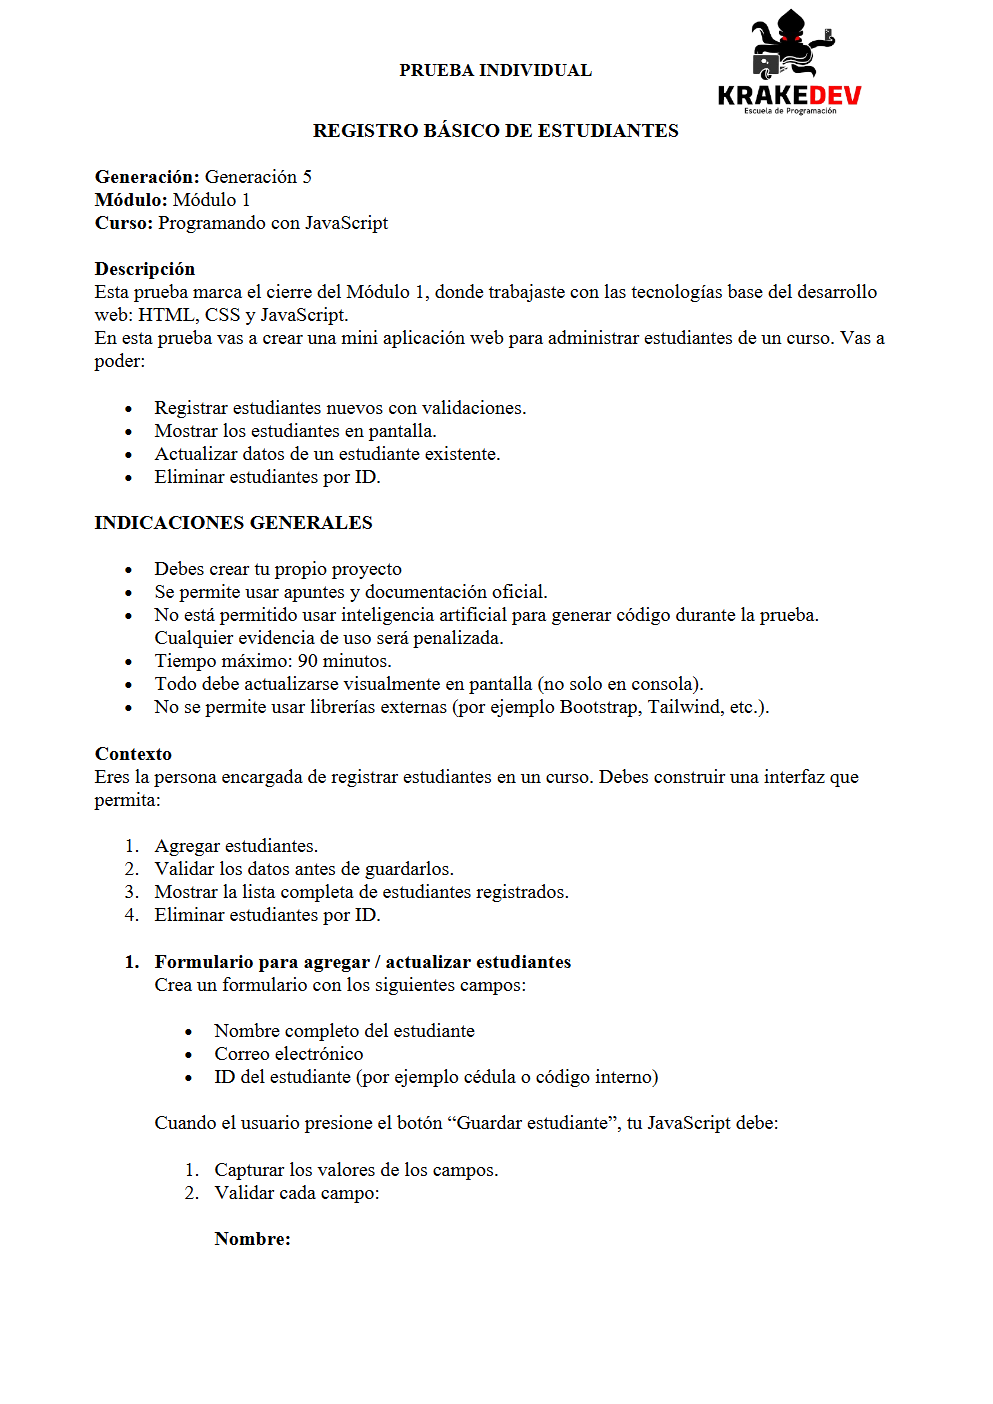 KRAKEDEV
Escuela de Programación
PRUEBA INDIVIDUAL
REGISTRO BÁSICO DE ESTUDIANTES
Generación: Generación 5
Módulo: Módulo 1
Curso: Programando con JavaScript
Descripción
Esta prueba marca el cierre del Módulo 1, donde trabajaste con las tecnologías base del desarrollo
web: HTML, CSS y JavaScript.
En esta prueba vas a crear una mini aplicación web para administrar estudiantes de un curso. Vas a
poder:
• Registrar estudiantes nuevos con validaciones.
• Mostrar los estudiantes en pantalla.
• Actualizar datos de un estudiante existente.
• Eliminar estudiantes por ID.
INDICACIONES GENERALES
• Debes crear tu propio proyecto
• Se permite usar apuntes y documentación oficial.
• No está permitido usar inteligencia artificial para generar código durante la prueba.
Cualquier evidencia de uso será penalizada.
• Tiempo máximo: 90 minutos.
• Todo debe actualizarse visualmente en pantalla (no solo en consola).
• No se permite usar librerías externas (por ejemplo Bootstrap, Tailwind, etc.).
Contexto
Eres la persona encargada de registrar estudiantes en un curso. Debes construir una interfaz que
permita:
1. Agregar estudiantes.
2. Validar los datos antes de guardarlos.
3. Mostrar la lista completa de estudiantes registrados.
4. Eliminar estudiantes por ID.
1. Formulario para agregar / actualizar estudiantes
Crea un formulario con los siguientes campos:
• Nombre completo del estudiante
• Correo electrónico
• ID del estudiante (por ejemplo cédula o código interno)
Cuando el usuario presione el botón “Guardar estudiante”, tu JavaScript debe:
1. Capturar los valores de los campos.
2. Validar cada campo:
Nombre: